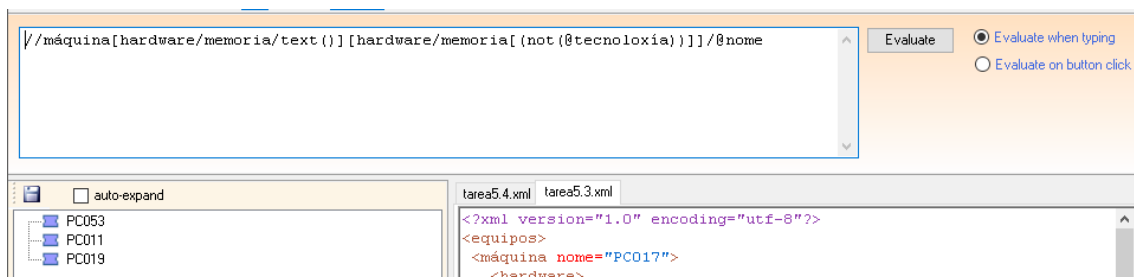 //máquina[hardware/memoria/text()][hardware/memoria[(not(@tecnoloxía))]]/@nome
Evaluate
Evaluate when typing
Evaluate on button click
auto-expand
PC053
PC011
PC019
tarea5.4.xml tarea5.3.xml
<?xml version="1.0" encoding="utf-8"?>
<equipos>
<máquina nome="PC017">
<hardware>